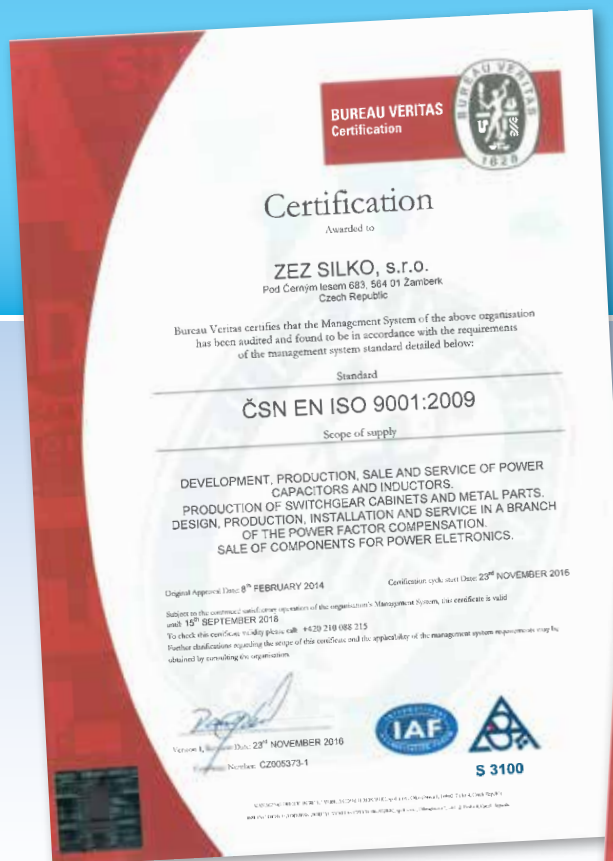 BUREAU VERITAS
Certification
BUREAU VERITAS
1828
Certification
Awarded to
ZEZ SILKO, s.r.o.
Pod Černým lesem 683, 564 01 Žamberk
Czech Republic
Bureau Veritas certifies that the Management System of the above organisation
has been audited and found to be in accordance with the requirements
of the management system standard detailed below:
Standard
ČSN EN ISO 9001:2009
Scope of supply
DEVELOPMENT, PRODUCTION, SALE AND SERVICE OF POWER
CAPACITORS AND INDUCTORS.
PRODUCTION OF SWITCHGEAR CABINETS AND METAL PARTS.
DESIGN, PRODUCTION, INSTALLATION AND SERVICE IN A BRANCH
OF THE POWER FACTOR COMPENSATION.
SALE OF COMPONENTS FOR POWER ELETRONICS.
Original Approval Date: 8th FEBRUARY 2014
Certification cycle start Date: 23rd NOVEMBER 2016
Subject to the continued satisfactory operation of the organisation's Management System, this certificate is valid
until: 15th SEPTEMBER 2018
To check this certificate validity please call: +420 210 088 215
Further clarifications regarding the scope of this certificate and the applicability of the management system requirements may be
obtained by consulting the organisation
Version 1, Date: 23rd NOVEMBER 2016
Number: CZ005373-1
IAF
S 3100